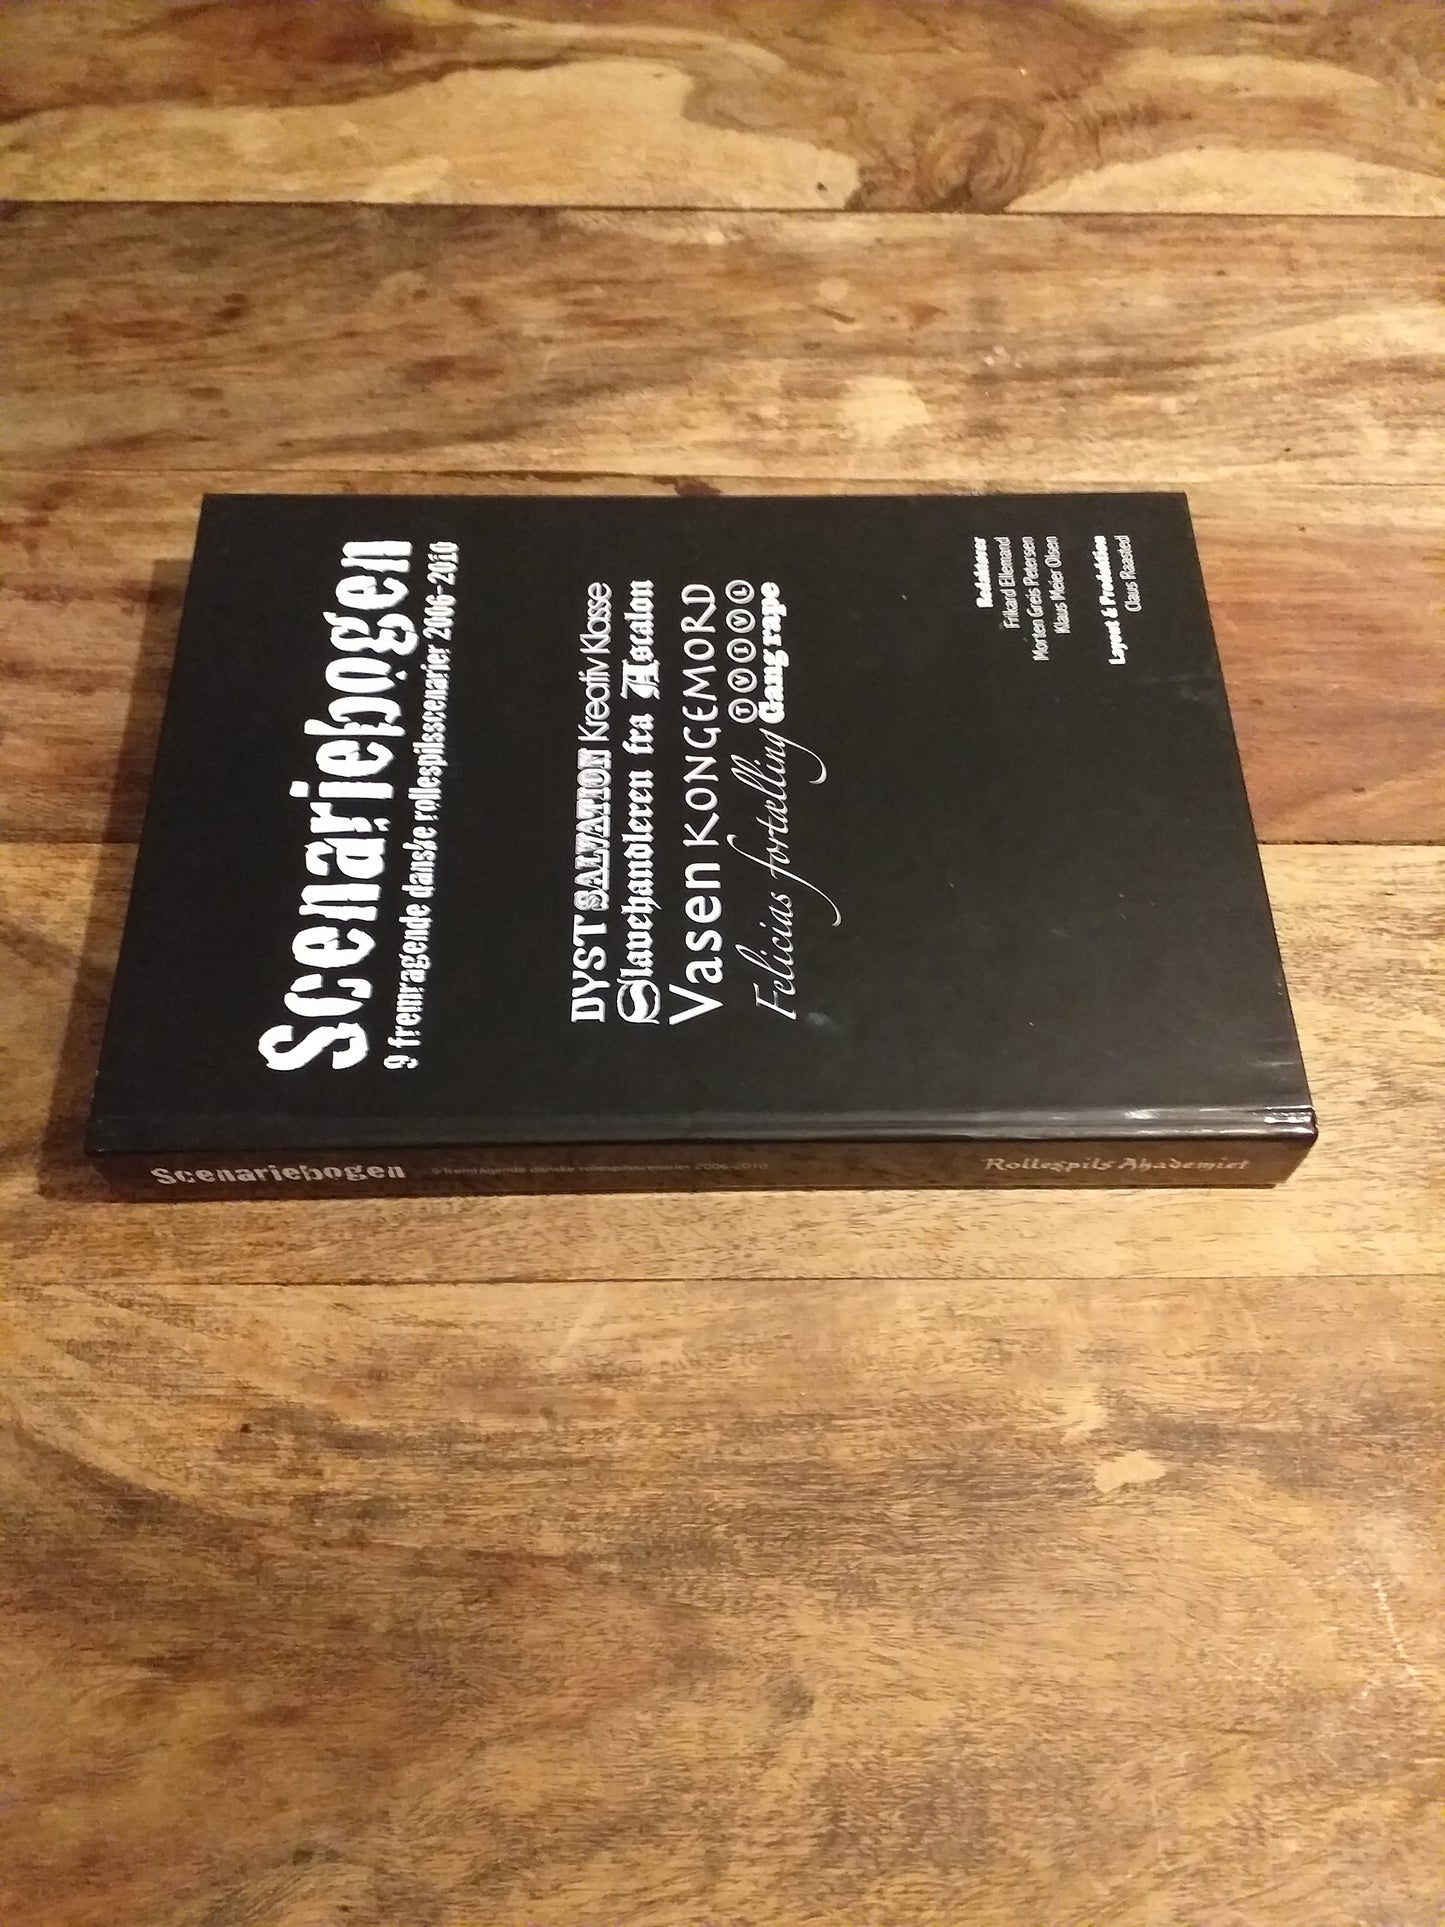 Scenariebogen
9 fremragende danske rollespilsscenarier 2006-2010
DYST SALVATION Kreativ Klasse
Slavehandleren fra Ascalon
Vasen KONGEMORD
Felicias fortælling TVIVL Gang rape
Redaktører
Frikard Ellemand
Morten Greis Petersen
Klaus Meier Olsen
Layout & Produktion
Claus Raasted
Scenariebogen 9 fremragende danske rollespilsscenarier 2006-2010 Rollespils Akademiet